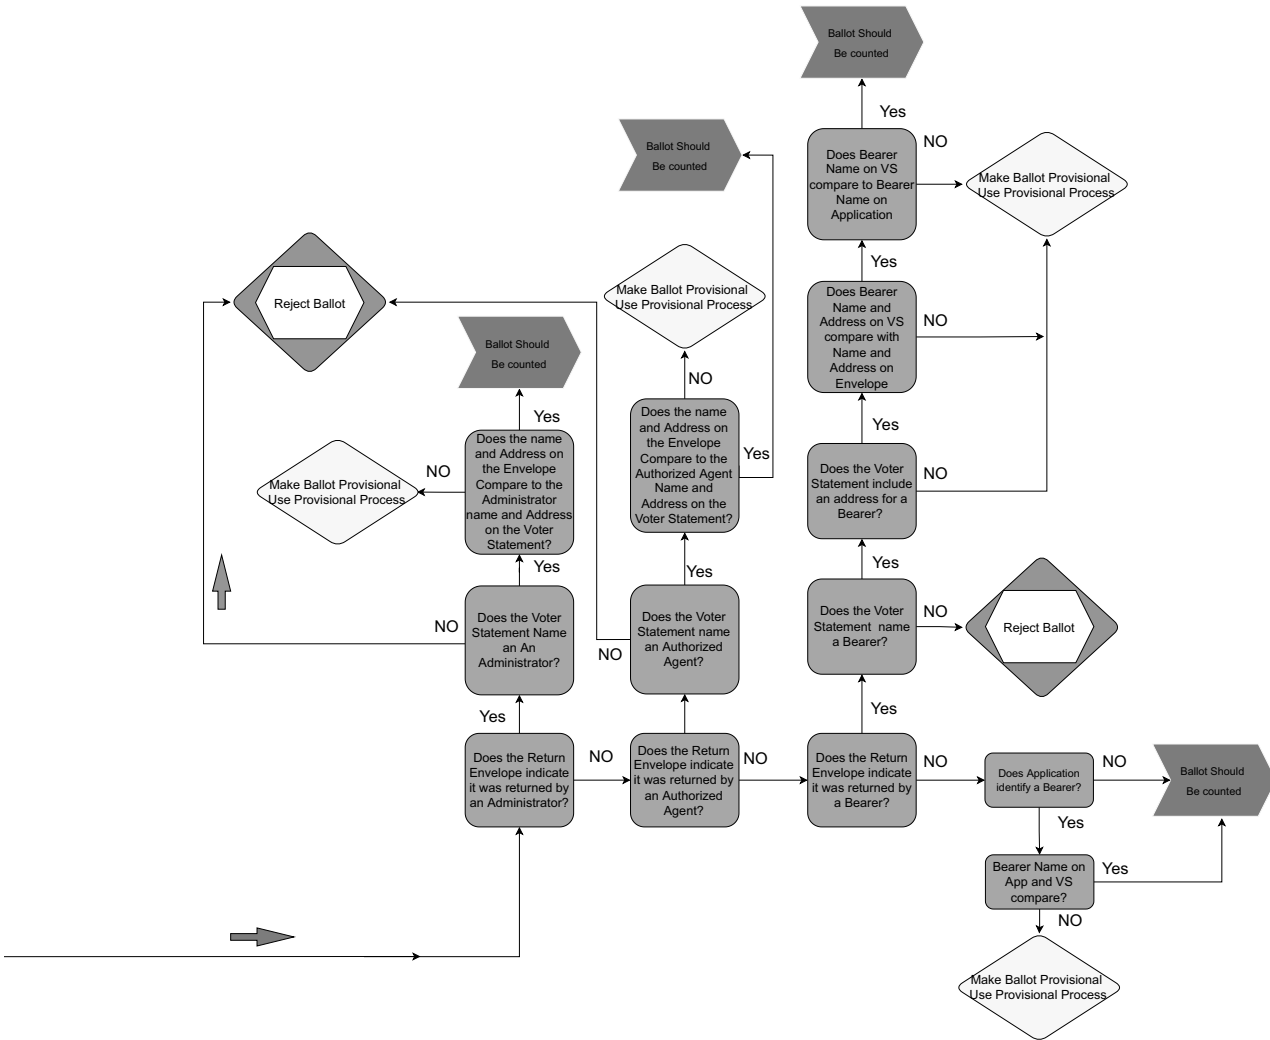 Ballot Should
Be counted
Yes
Does Bearer
Name on VS
compare to Bearer
Name on
Application
NO
Make Ballot Provisional
Use Provisional Process
Ballot Should
Be counted
Yes
Does Bearer
Name and
Address on VS
compare with
Name and
Address on
Envelope
NO
Reject Ballot
Make Ballot Provisional
Use Provisional Process
Ballot Should
Be counted
NO
Yes
Does the name
and Address on
the Envelope
Compare to the
Authorized Agent
Name and
Address on the
Voter Statement?
Yes
Yes
Does the name
and Address on
the Envelope
Compare to the
Administrator
name and Address
on the Voter
Statement?
NO
Make Ballot Provisional
Use Provisional Process
Yes
Does the Voter
Statement include
an address for a
Bearer?
NO
Yes
Yes
Yes
Does the Voter
Statement Name
an An
Administrator?
NO
Does the Voter
Statement name
an Authorized
Agent?
NO
Does the Voter
Statement  name
a Bearer?
NO
Reject Ballot
Yes
Yes
Does the Return
Envelope indicate
it was returned by
an Administrator?
NO
Does the Return
Envelope indicate
it was returned by
an Authorized
Agent?
NO
Does the Return
Envelope indicate
it was returned by
a Bearer?
NO
Does Application
identify a Bearer?
NO
Ballot Should
Be counted
Yes
Bearer Name on
App and VS
compare?
Yes
NO
Make Ballot Provisional
Use Provisional Process